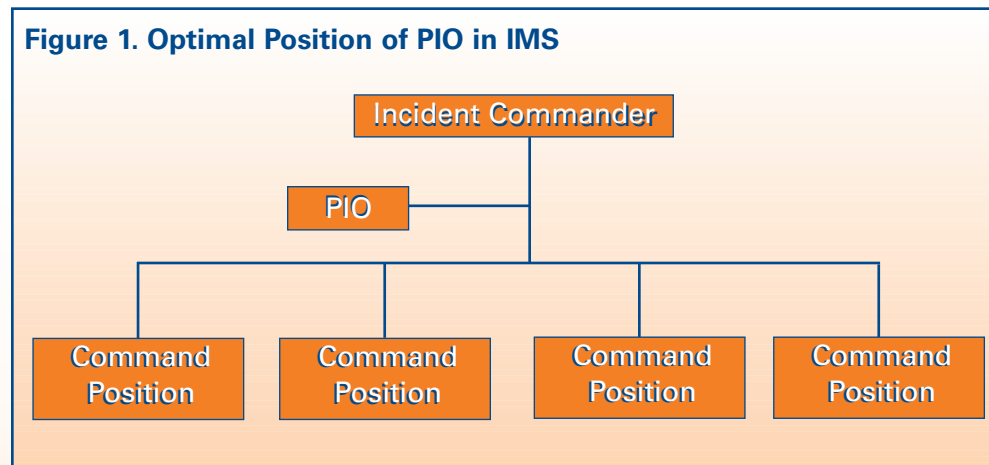 Figure 1. Optimal Position of PIO in IMS
Incident Commander
PIO
Command
Position
Command
Position
Command
Position
Command
Position